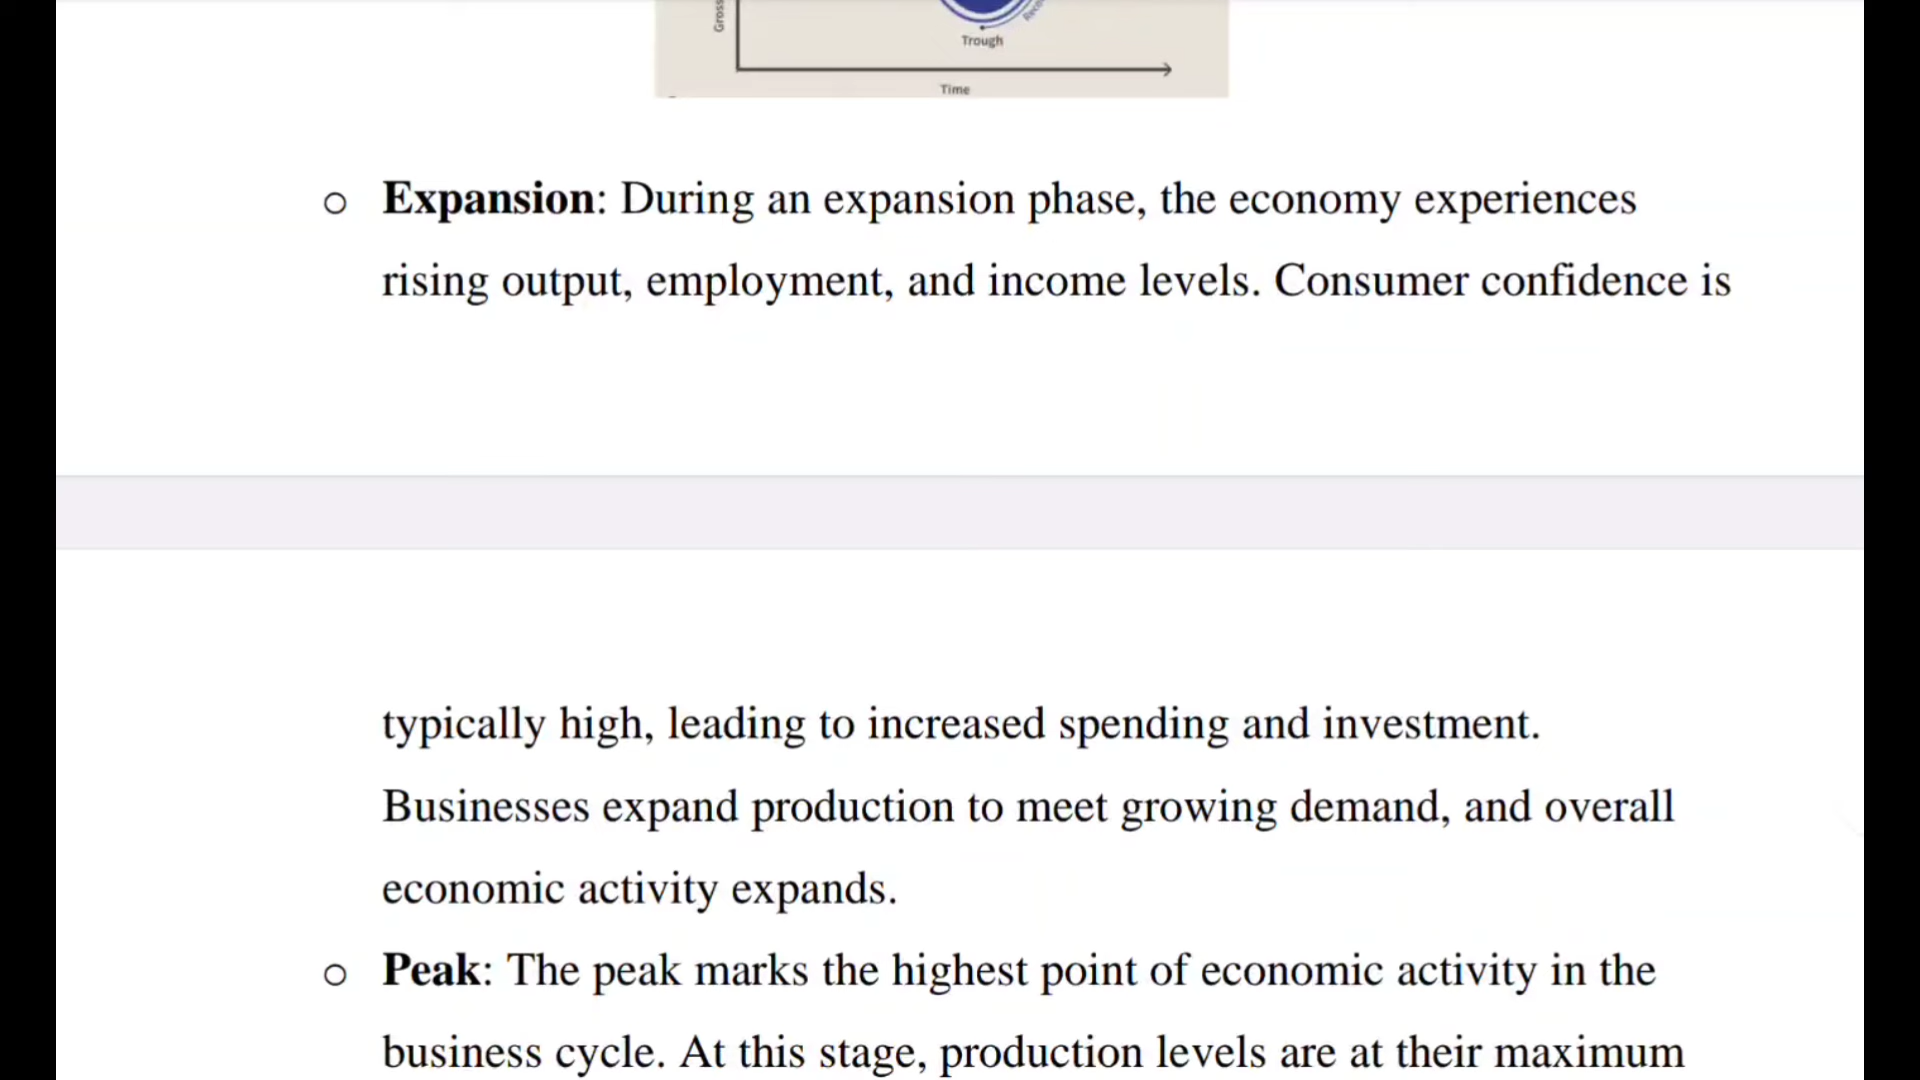 Gross
Trough
Time
o Expansion: During an expansion phase, the economy experiences
rising output, employment, and income levels. Consumer confidence is
typically high, leading to increased spending and investment.
Businesses expand production to meet growing demand, and overall
economic activity expands.
o Peak: The peak marks the highest point of economic activity in the
business cycle. At this stage, production levels are at their maximum